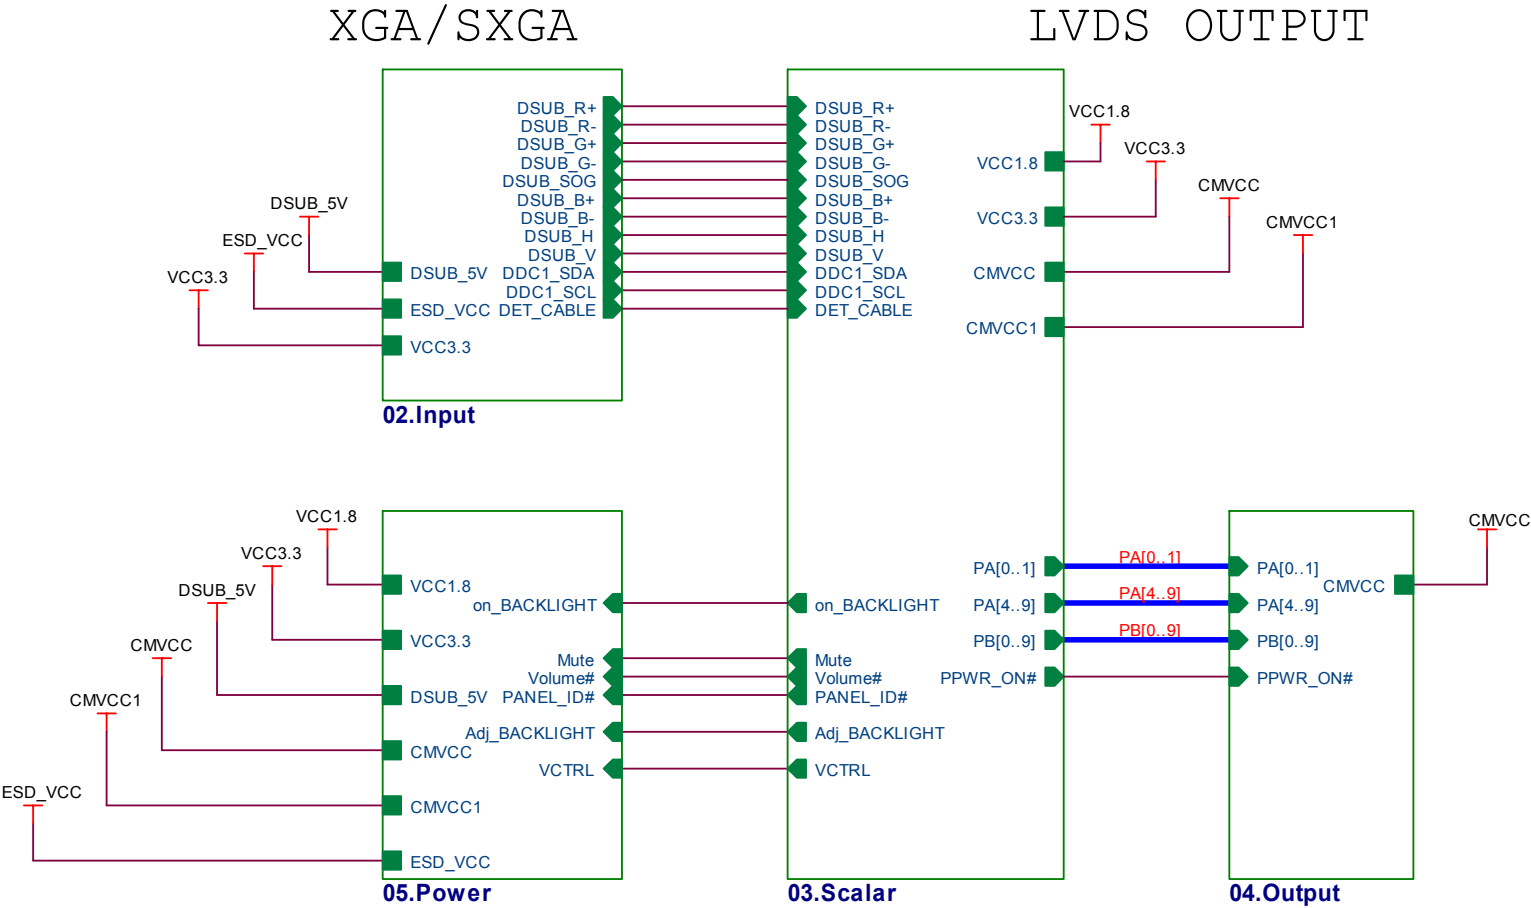 XGA/SXGA
LVDS OUTPUT
DSUB_R+
DSUB_R-
DSUB_G+
DSUB_G-
DSUB_SOG
DSUB_B+
DSUB_B-
DSUB_H
DSUB_V
DDC1_SDA
DDC1_SCL
DET_CABLE
DSUB_5V
ESD_VCC
VCC3.3
DSUB_5V
ESD_VCC
VCC3.3
02.Input
DSUB_R+
DSUB_R-
DSUB_G+
DSUB_G-
DSUB_SOG
DSUB_B+
DSUB_B-
DSUB_H
DSUB_V
DDC1_SDA
DDC1_SCL
DET_CABLE
VCC1.8
VCC3.3
CMVCC
CMVCC1
VCC1.8
VCC3.3
CMVCC
CMVCC1
VCC1.8
VCC3.3
DSUB_5V
CMVCC
CMVCC1
ESD_VCC
VCC1.8
VCC3.3
DSUB_5V
CMVCC
CMVCC1
ESD_VCC
on_BACKLIGHT
Mute
Volume#
PANEL_ID#
Adj_BACKLIGHT
VCTRL
05.Power
on_BACKLIGHT
Mute
Volume#
PANEL_ID#
Adj_BACKLIGHT
VCTRL
PA[0..1]
PA[4..9]
PB[0..9]
PPWR_ON#
03.Scalar
PA[0..1]
PA[4..9]
PB[0..9]
PA[0..1]
PA[4..9]
PB[0..9]
PPWR_ON#
CMVCC
CMVCC
04.Output